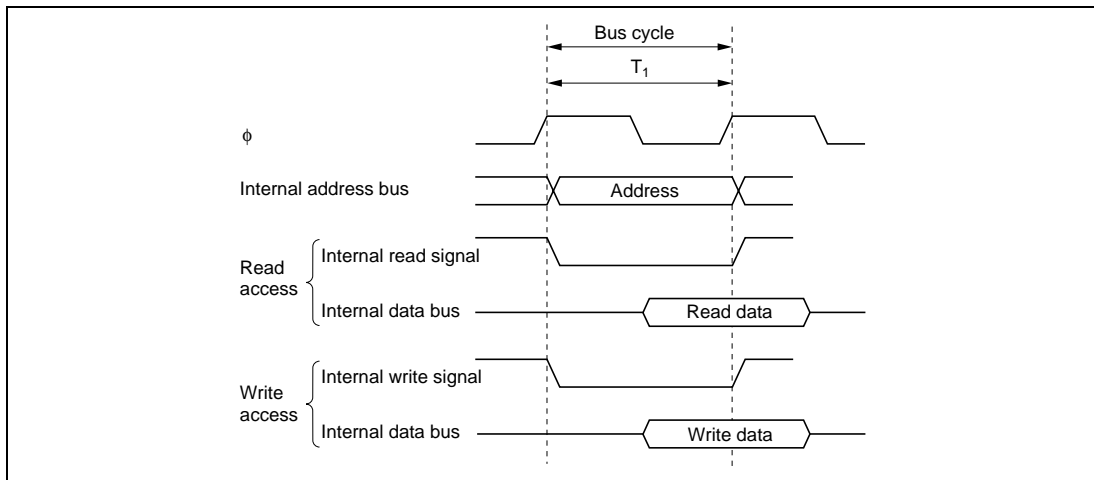 Bus cycle
T₁
ϕ
Internal address bus
Address
Read access
Internal read signal
Internal data bus
Read data
Write access
Internal write signal
Internal data bus
Write data